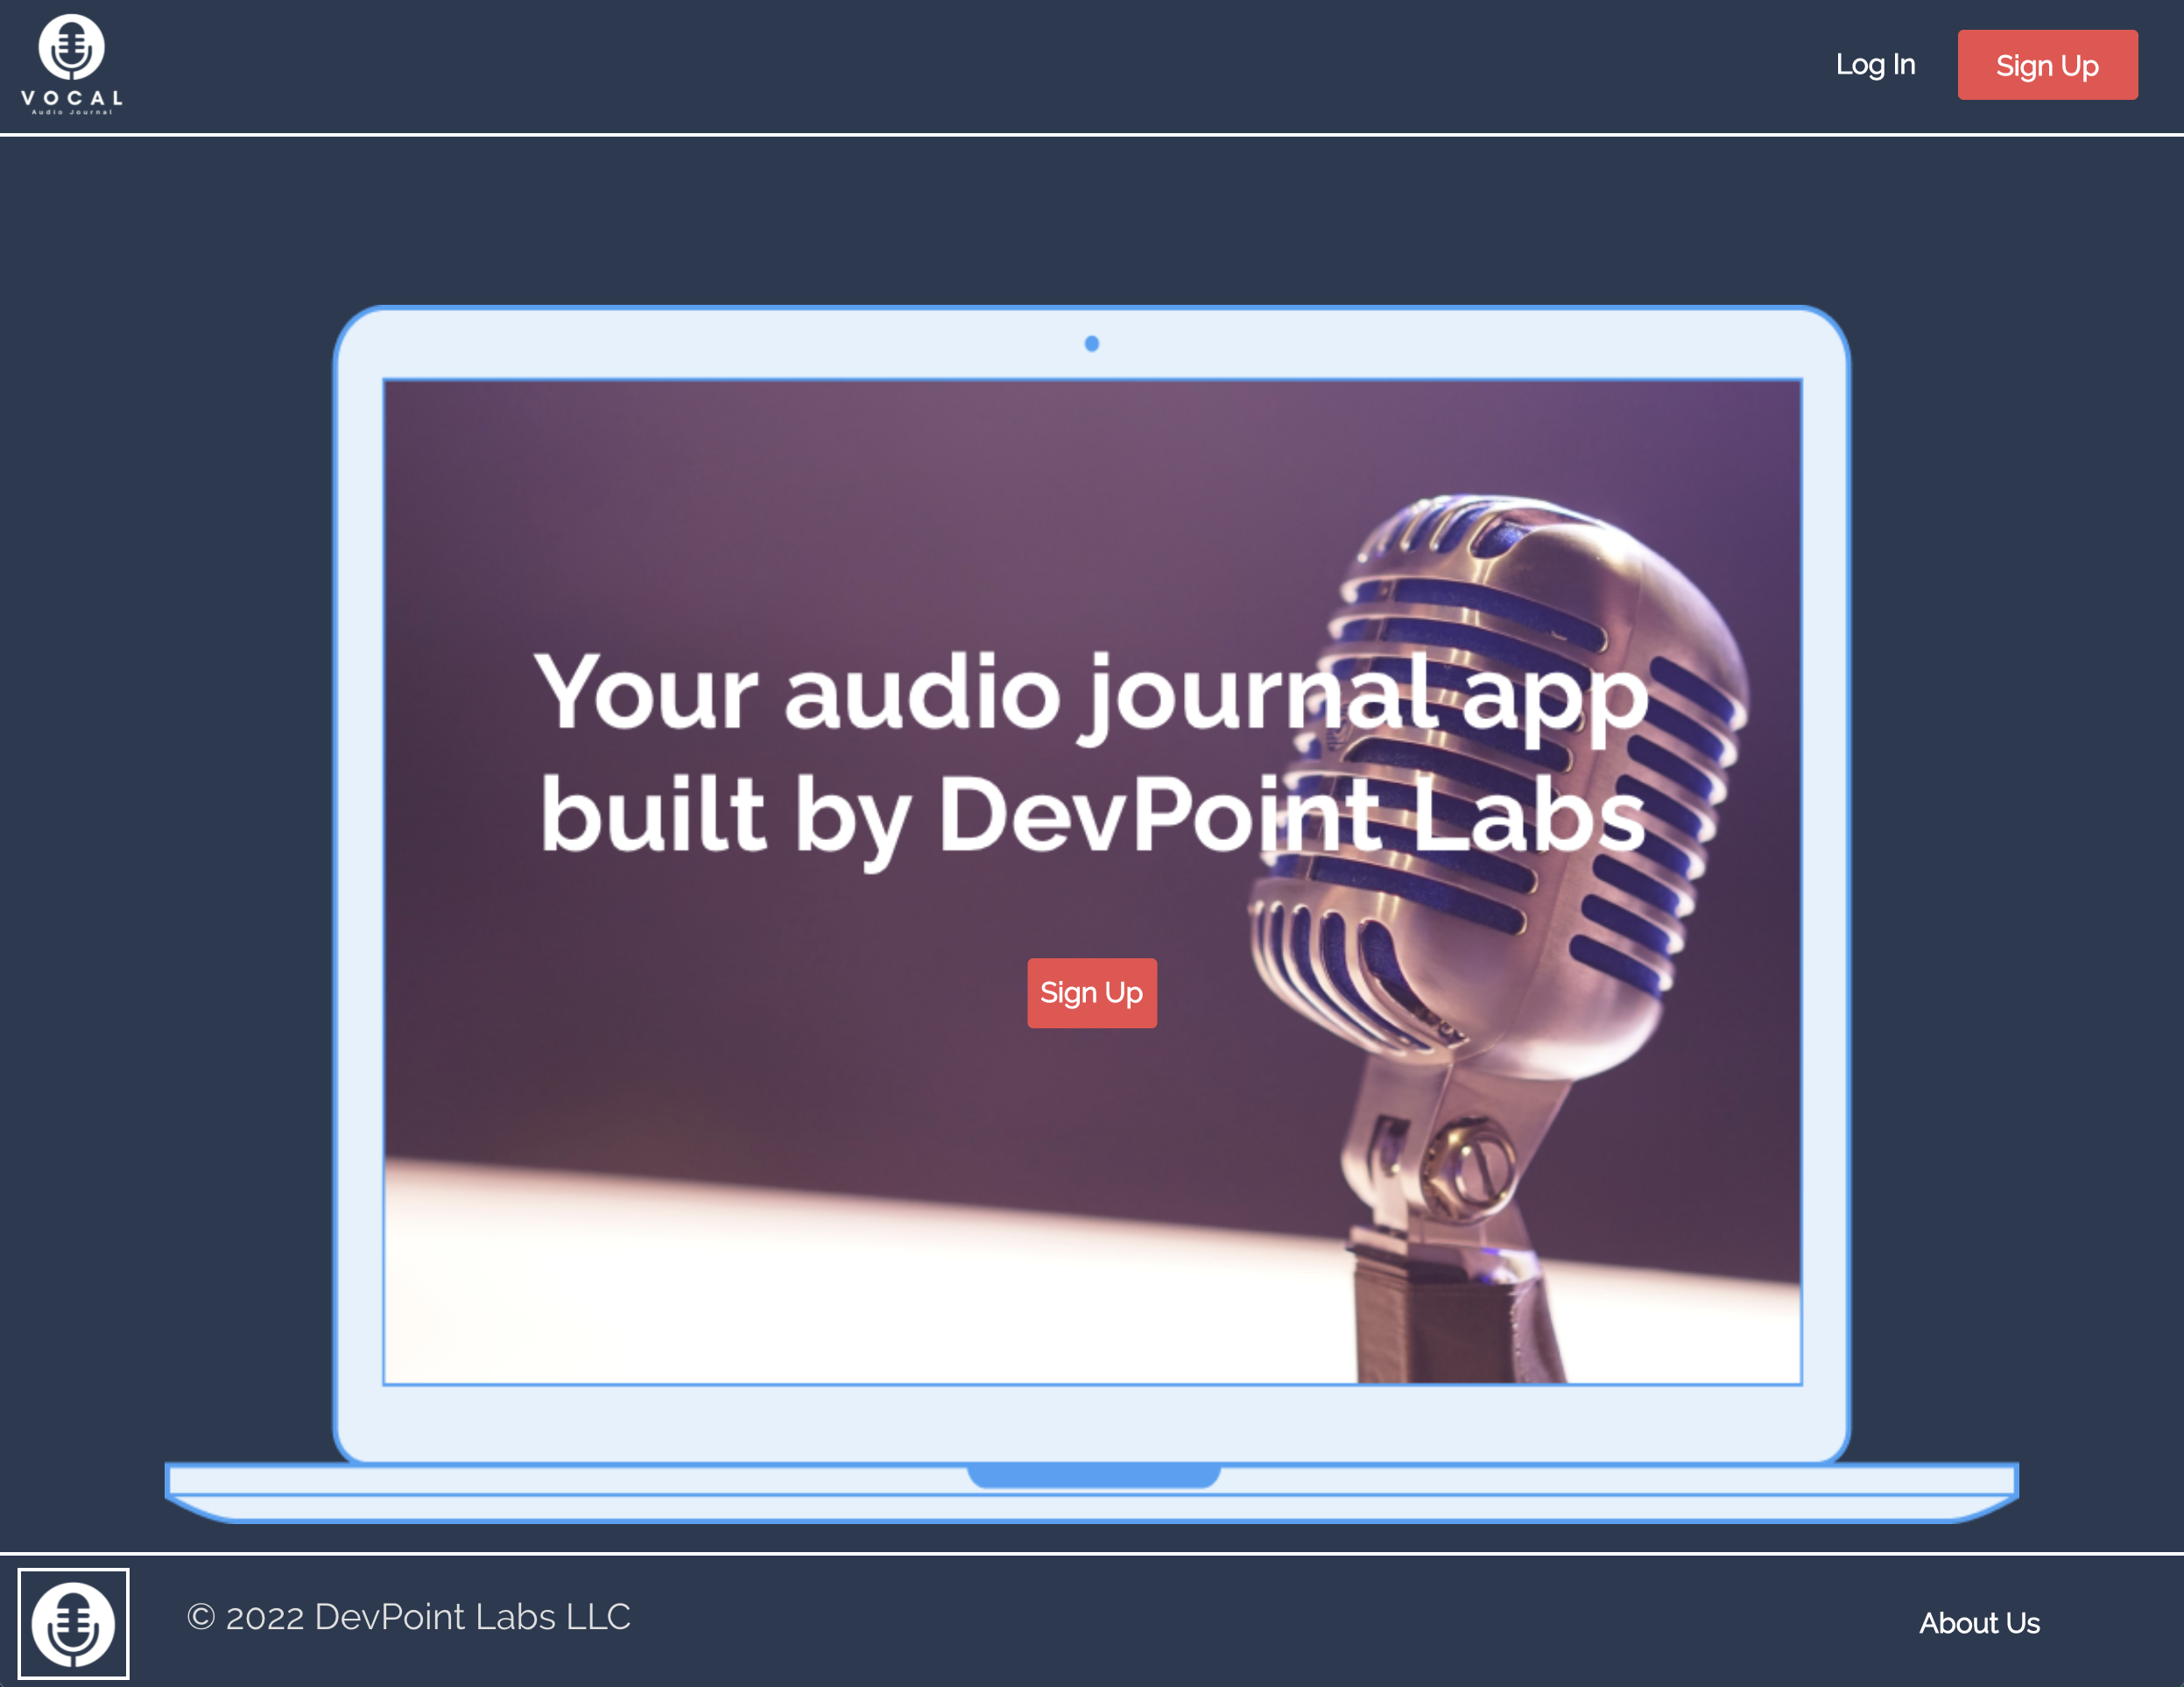 VOCAL
Audio Journal
Log In
Sign Up
Your audio journal app
built by DevPoint Labs
Sign Up
© 2022 DevPoint Labs LLC
About Us